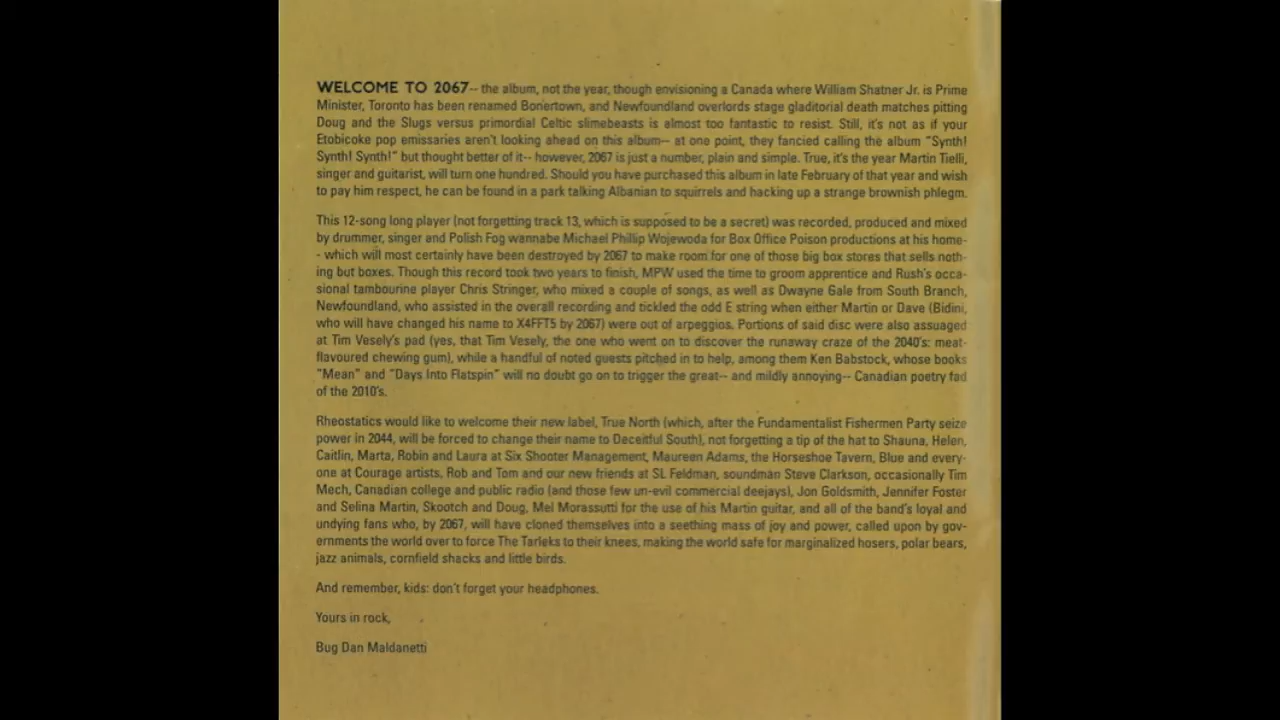 WELCOME TO 2067-- the album, not the year, though envisioning a Canada where William Shatner Jr. is Prime
Minister, Toronto has been renamed Bonertown, and Newfoundland overlords stage gladitorial death matches pitting
Doug and the Slugs versus primordial Celtic slimebeasts is almost too fantastic to resist. Still, it's not as if your
Etobicoke pop emissaries aren't looking ahead on this album-- at one point, they fancied calling the album "Synth!
Synth! Synth!" but thought better of it-- however, 2067 is just a number, plain and simple. True, it's the year Martin Tielli,
singer and guitarist, will turn one hundred. Should you have purchased this album in late February of that year and wish
to pay him respect, he can be found in a park talking Albanian to squirrels and hacking up a strange brownish phlegm.
This 12-song long player (not forgetting track 13, which is supposed to be a secret) was recorded, produced and mixed
by drummer, singer and Polish Fog wannabe Michael Phillip Wojewoda for Box Office Poison productions at his home-
- which will most certainly have been destroyed by 2067 to make room for one of those big box stores that sells noth-
ing but boxes. Though this record took two years to finish, MPW used the time to groom apprentice and Rush's occa-
sional tambourine player Chris Stringer, who mixed a couple of songs, as well as Dwayne Gale from South Branch,
Newfoundland, who assisted in the overall recording and tickled the odd E string when either Martin or Dave (Bidini,
who will have changed his name to X4FFT5 by 2067) were out of arpeggios. Portions of said disc were also assuaged
at Tim Vesely's pad (yes, that Tim Vesely, the one who went on to discover the runaway craze of the 2040's: meat-
flavoured chewing gum), while a handful of noted guests pitched in to help, among them Ken Babstock, whose books
"Mean" and "Days Into Flatspin" will no doubt go on to trigger the great-- and mildly annoying-- Canadian poetry fad
of the 2010's.
Rheostatics would like to welcome their new label, True North (which, after the Fundamentalist Fishermen Party seize
power in 2044, will be forced to change their name to Deceitful South), not forgetting a tip of the hat to Shauna, Helen,
Caitlin, Marta, Robin and Laura at Six Shooter Management, Maureen Adams, the Horseshoe Tavern, Blue and every-
one at Courage artists, Rob and Tom and our new friends at SL Feldman, soundman Steve Clarkson, occasionally Tim
Mech, Canadian college and public radio (and those few un-evil commercial deejays), Jon Goldsmith, Jennifer Foster
and Selina Martin, Skootch and Doug, Mel Morassutti for the use of his Martin guitar, and all of the band's loyal and
undying fans who, by 2067, will have cloned themselves into a seething mass of joy and power, called upon by gov-
ernments the world over to force The Tarleks to their knees, making the world safe for marginalized hosers, polar bears,
jazz animals, cornfield shacks and little birds.
And remember, kids: don't forget your headphones.
Yours in rock,
Bug Dan Maldanetti